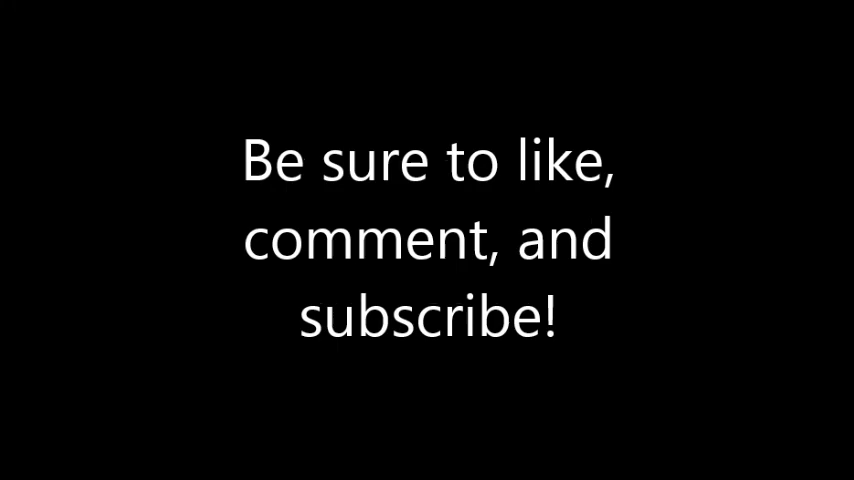 Be sure to like,
comment, and
subscribe!